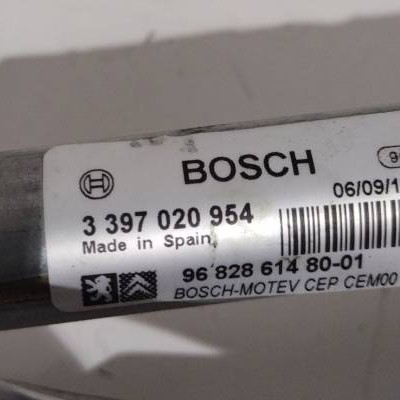 BOSCH
3 397 020 954
06/09/1
Made in Spain
96 828 614 80-01
BOSCH-MOTEV CEP CEM00